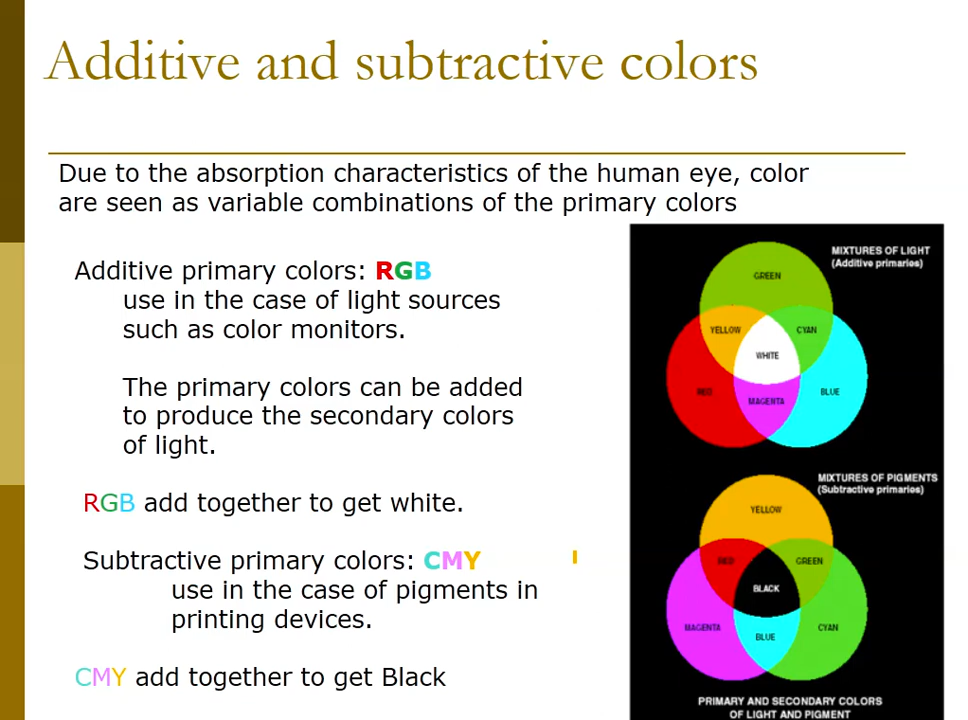 Additive and subtractive colors
Due to the absorption characteristics of the human eye, color
are seen as variable combinations of the primary colors
Additive primary colors: RGB
use in the case of light sources
such as color monitors.
The primary colors can be added
to produce the secondary colors
of light.
RGB add together to get white.
Subtractive primary colors: CMY
use in the case of pigments in
printing devices.
CMY add together to get Black
MIXTURES OF LIGHT
(Additive primaries)
GREEN
YELLOW
CYAN
WHITE
RED
BLUE
MAGENTA
MIXTURES OF PIGMENTS
(Subtractive primaries)
YELLOW
RED
GREEN
BLACK
MAGENTA
BLUE
CYAN
PRIMARY AND SECONDARY COLORS
OF LIGHT AND PIGMENT